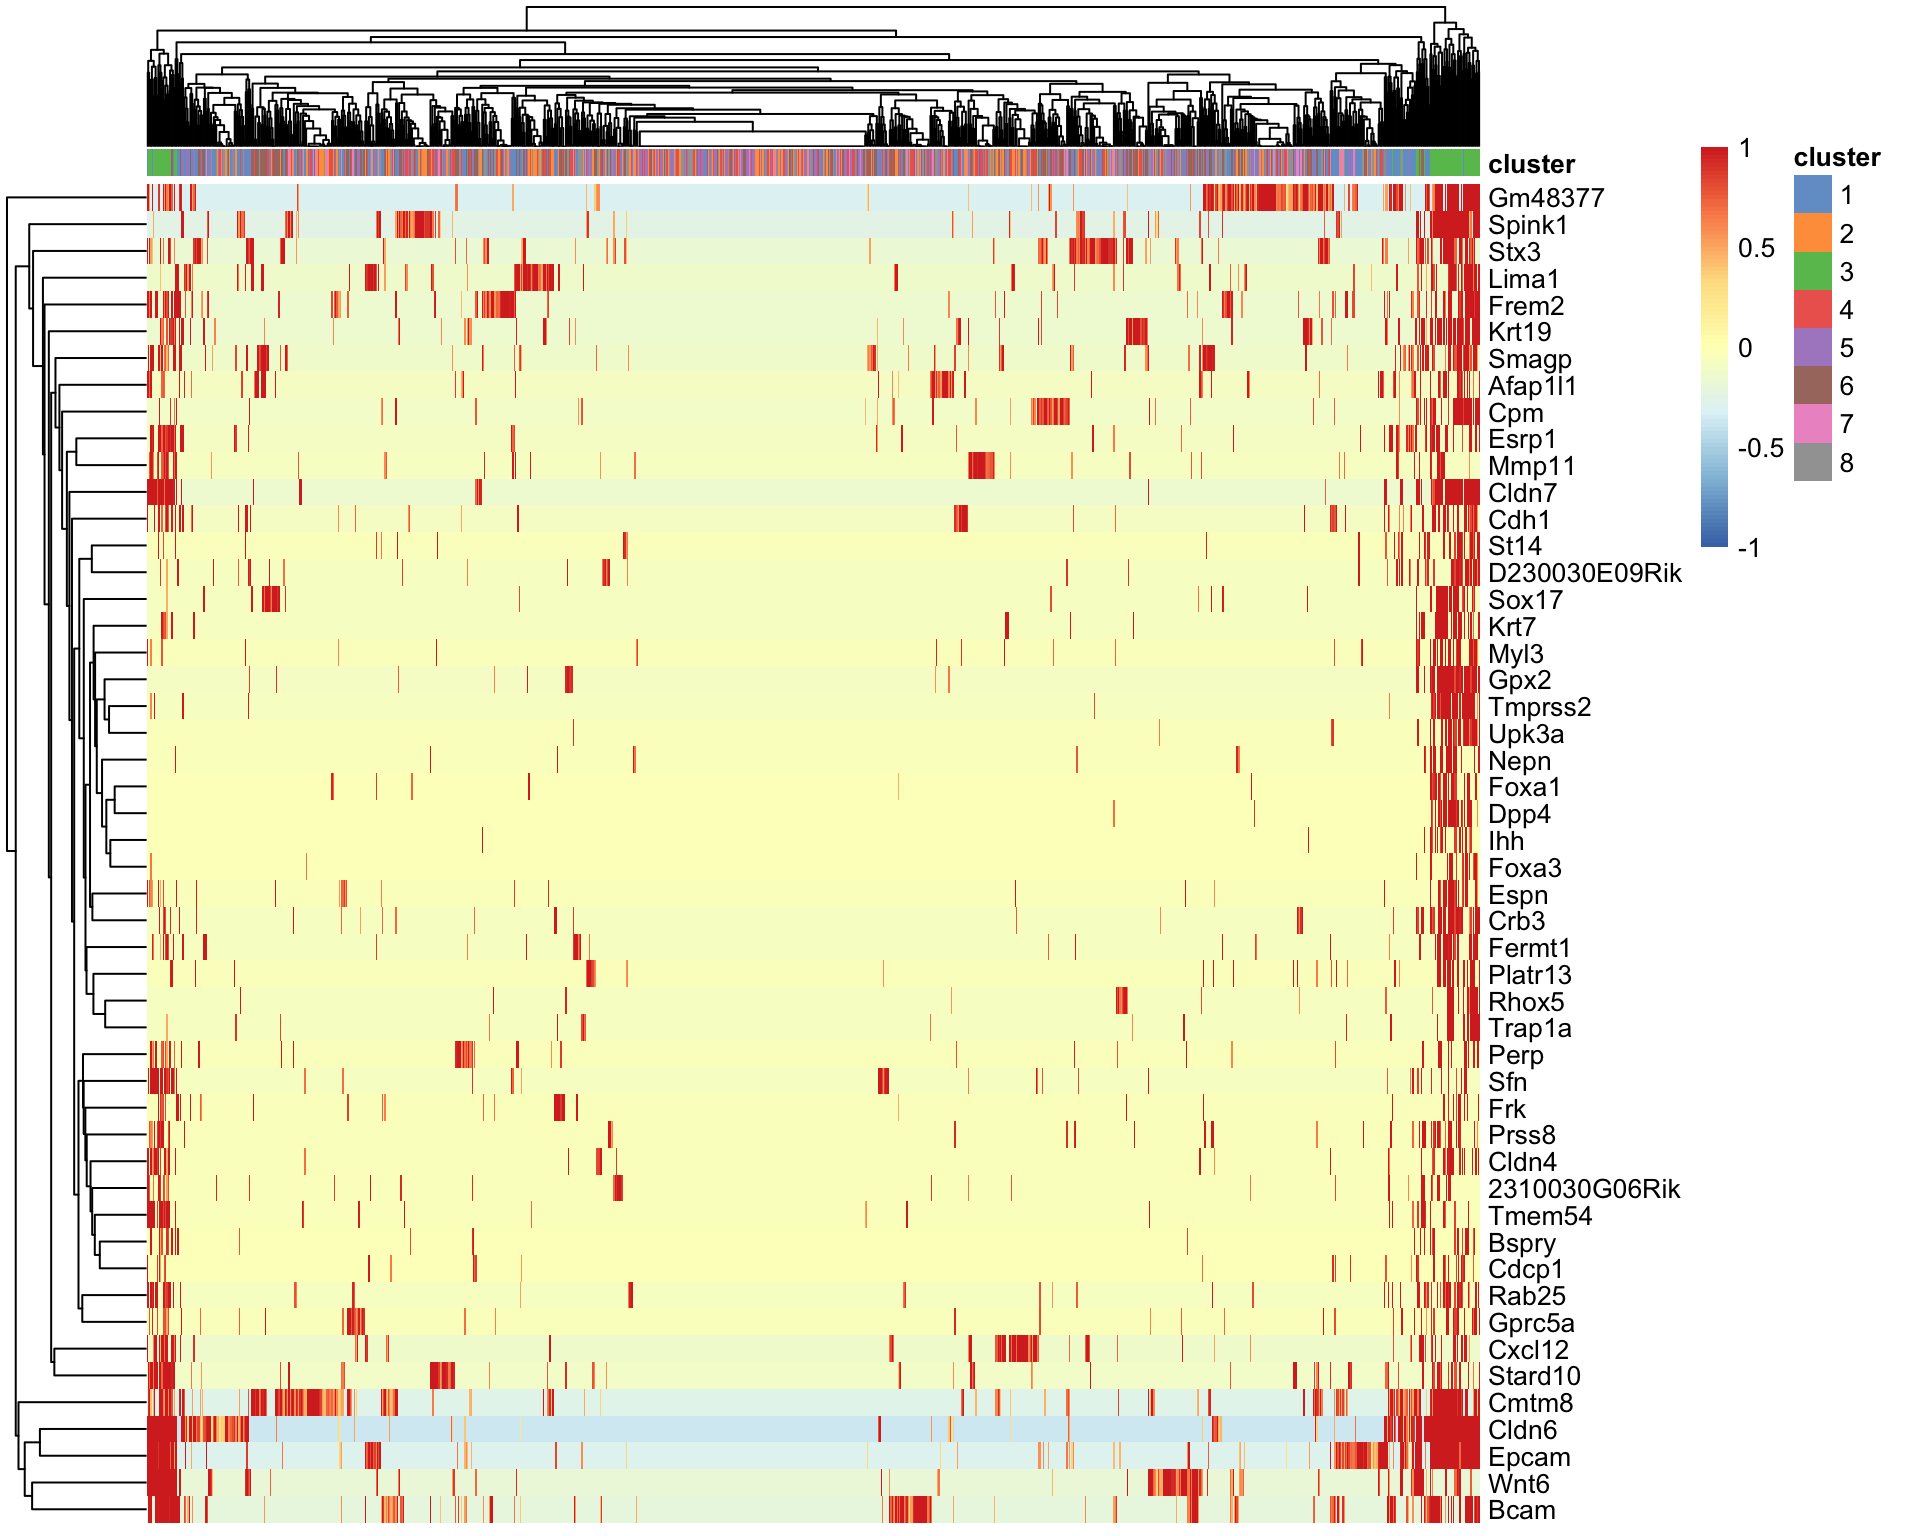 cluster
Gm48377
Spink1
Stx3
Lima1
Frem2
Krt19
Smagp
Afap1l1
Cpm
Esrp1
Mmp11
Cldn7
Cdh1
St14
D230030E09Rik
Sox17
Krt7
Myl3
Gpx2
Tmprss2
Upk3a
Nepn
Foxa1
Dpp4
Ihh
Foxa3
Espn
Crb3
Fermt1
Platr13
Rhox5
Trap1a
Perp
Sfn
Frk
Prss8
Cldn4
2310030G06Rik
Tmem54
Bspry
Cdcp1
Rab25
Gprc5a
Cxcl12
Stard10
Cmtm8
Cldn6
Epcam
Wnt6
Bcam
1
0.5
0
-0.5
-1
cluster
1
2
3
4
5
6
7
8